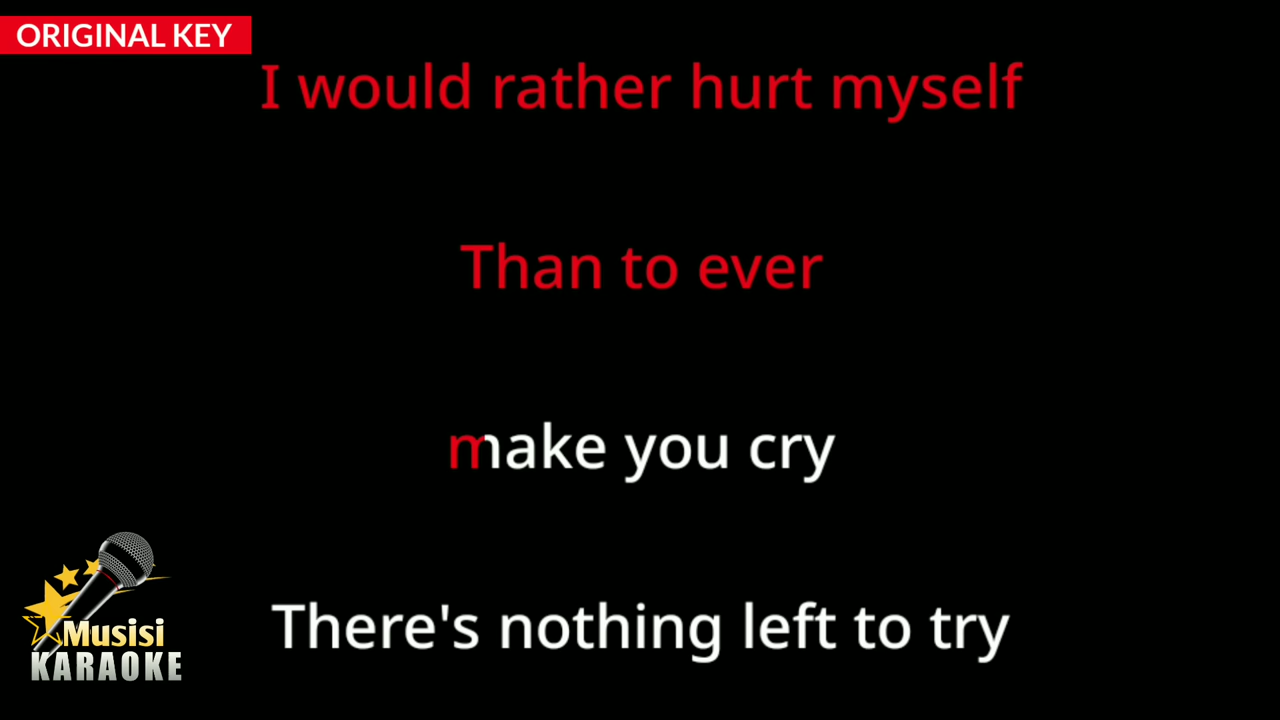 ORIGINAL KEY
I would rather hurt myself
Than to ever
make you cry
There's nothing left to try
Musisi
KARAOKE